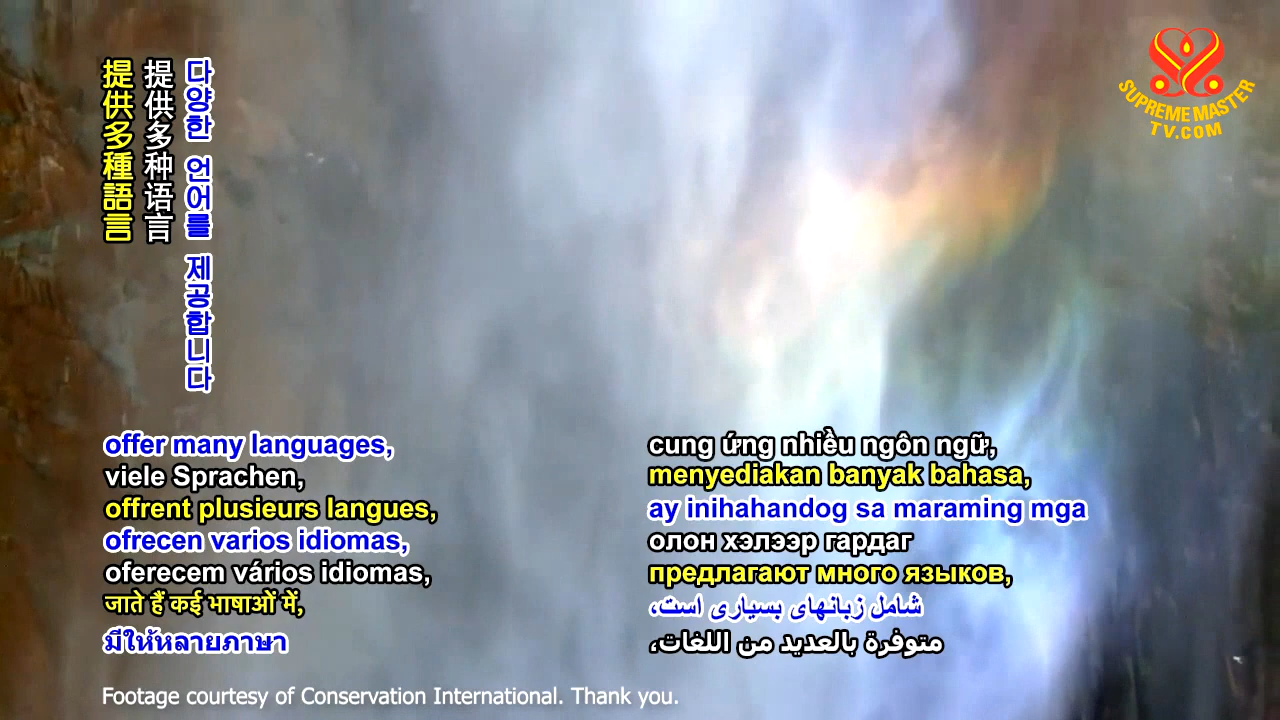 提供多種語言
提供多种语言
다양한 언어를 제공합니다
SUPREME MASTER
TV.COM
offer many languages,
viele Sprachen,
offrent plusieurs langues,
ofrecen varios idiomas,
oferecem vários idiomas,
जाते हैं कई भाषाओं में,
มีให้หลายภาษา
cung ứng nhiều ngôn ngữ,
menyediakan banyak bahasa,
ay inihahandog sa maraming mga
олон хэлээр гардаг
предлагают много языков,
شامل زبانهای بسیاری است،
متوفرة بالعديد من اللغات،
Footage courtesy of Conservation International. Thank you.